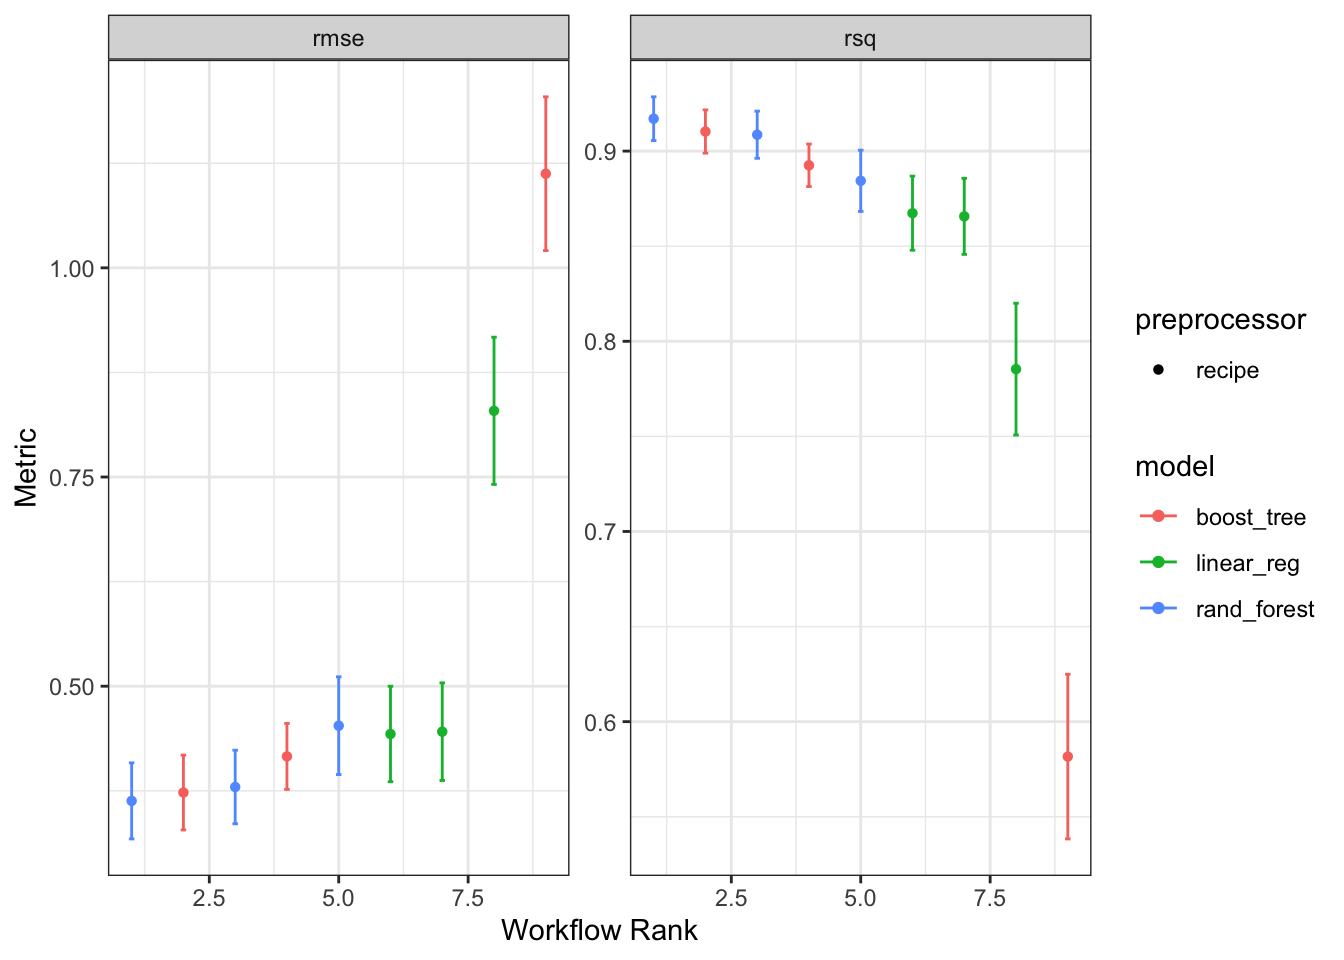 rmse
rsq
Metric
1.00
0.75
0.50
0.9
0.8
0.7
0.6
2.5 5.0 7.5
2.5 5.0 7.5
Workflow Rank
preprocessor
recipe
model
boost_tree
linear_reg
rand_forest